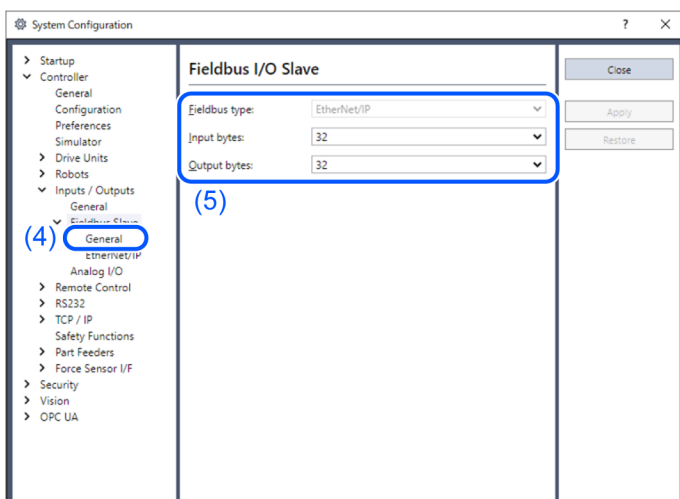 System Configuration
?
Startup
Controller
General
Configuration
Preferences
Simulator
Drive Units
Robots
Inputs / Outputs
General
Fieldbus Slave
(4)
General
EtherNet/IP
Analog I/O
Remote Control
RS232
TCP / IP
Safety Functions
Part Feeders
Force Sensor I/F
Security
Vision
OPC UA
Fieldbus I/O Slave
Fieldbus type: EtherNet/IP
Input bytes: 32
Output bytes: 32
(5)
Close
Apply
Restore